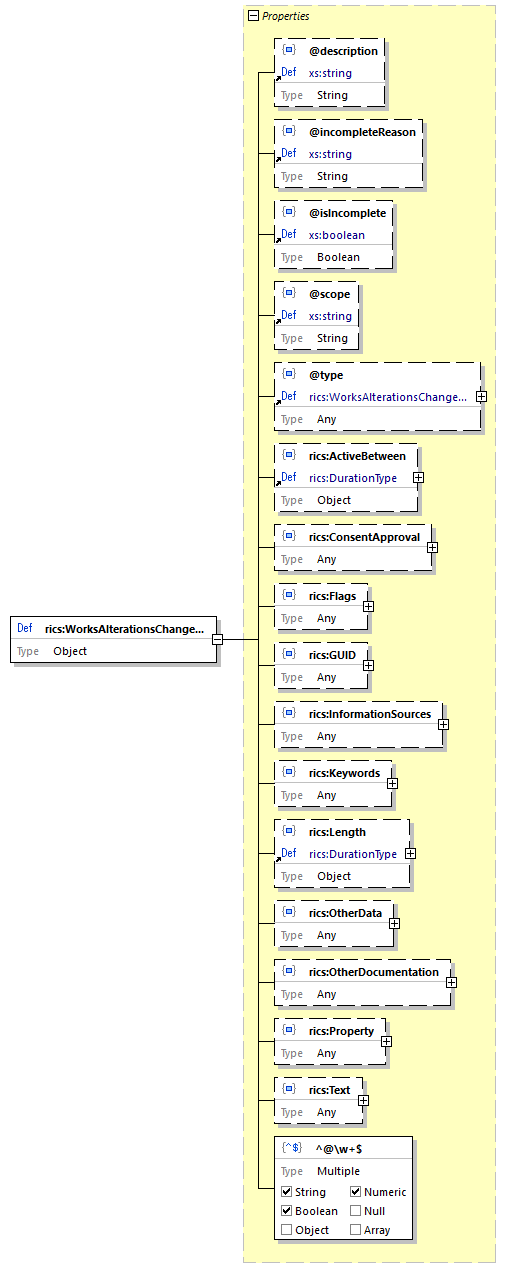 Properties
@description
Def xs:string
Type String
@incompleteReason
Def xs:string
Type String
@isIncomplete
Def xs:boolean
Type Boolean
@scope
Def xs:string
Type String
@type
Def rics:WorksAlterationsChange...
Type Any
rics:ActiveBetween
Def rics:DurationType
Type Object
rics:ConsentApproval
Type Any
rics:Flags
Type Any
Def rics:WorksAlterationsChange...
Type Object
rics:GUID
Type Any
rics:InformationSources
Type Any
rics:Keywords
Type Any
rics:Length
Def rics:DurationType
Type Object
rics:OtherData
Type Any
rics:OtherDocumentation
Type Any
rics:Property
Type Any
rics:Text
Type Any
{^$} ^@\w+$
Type Multiple
String Numeric
Boolean Null
Object Array